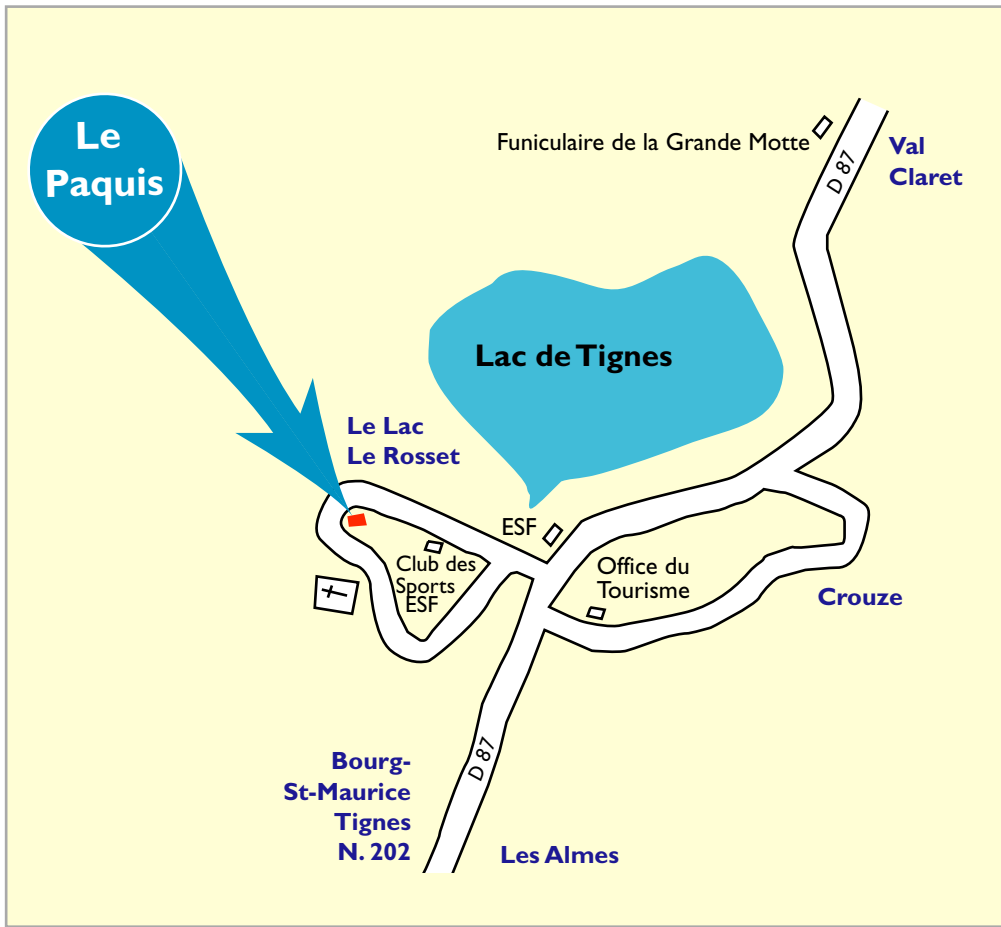 Le
Paquis
Funiculaire de la Grande Motte
Val
Claret
D 87
Lac de Tignes
Le Lac
Le Rosset
ESF
Club des
Sports
ESF
Office du
Tourisme
Crouze
D 87
Bourg-
St-Maurice
Tignes
N. 202
Les Almes